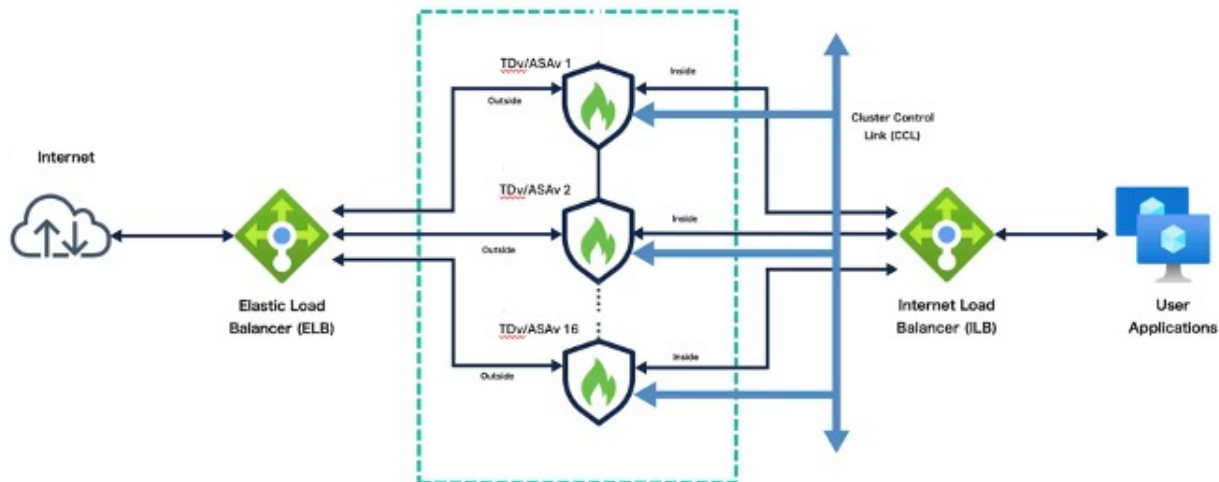 TDv/ASAv 1
Inside
Outside
Cluster Control
Link (CCL)
Internet
TDv/ASAv 2
Inside
Outside
Elastic Load
Balancer (ELB)
Internet Load
Balancer (ILB)
User
Applications
TDv/ASAv 16
Inside
Outside